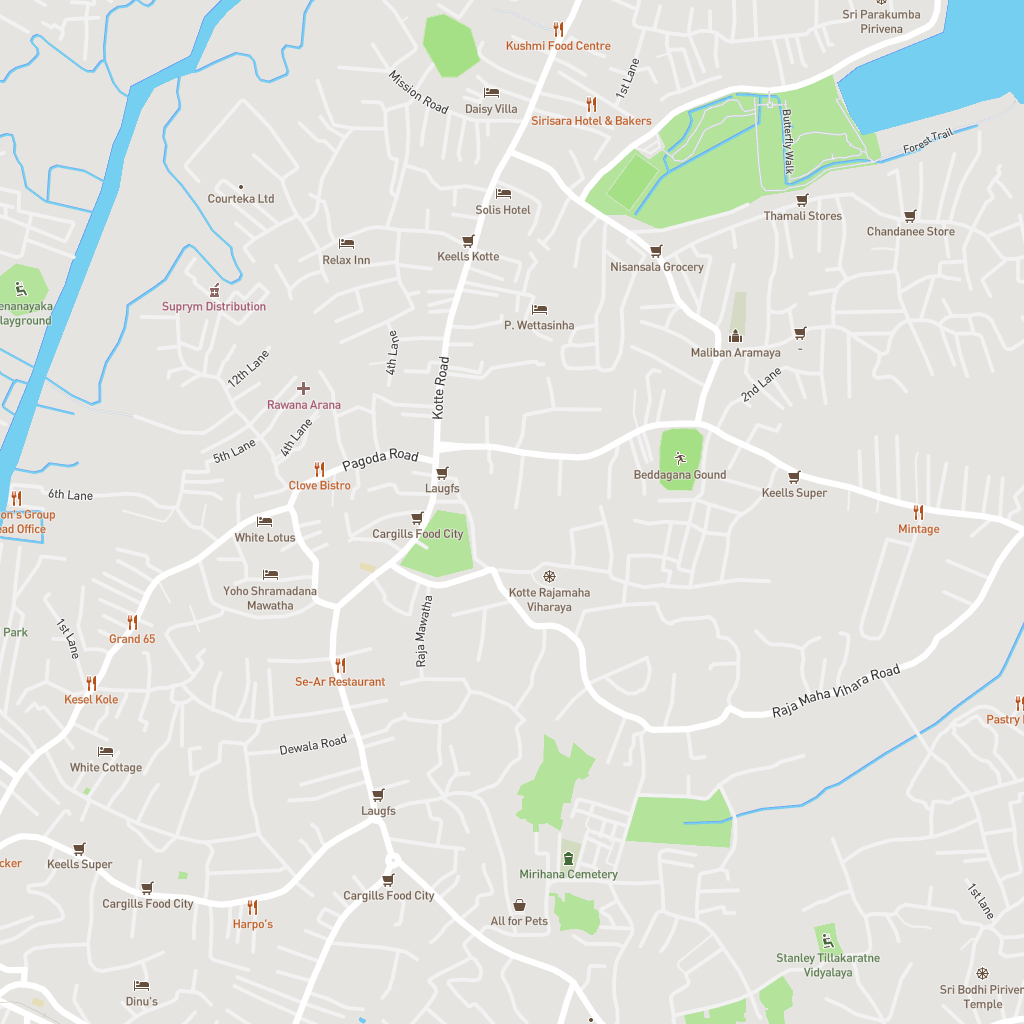 Sri Parakumba
Pirivena
Kushmi Food Centre
Mission Road
1st Lane
Daisy Villa
Sirisara Hotel & Bakers
Butterfly Walk
Forest Trail
Courteka Ltd
Solis Hotel
Thamali Stores
Chandanee Store
Relax Inn
Keells Kotte
Nisansala Grocery
enanayaka
layground
Suprym Distribution
P. Wettasinha
4th Lane
Maliban Aramaya
-
12th Lane
Kotte Road
2nd Lane
Rawana Arana
4th Lane
5th Lane
Pagoda Road
Beddagana Gound
Clove Bistro
Laugfs
Keells Super
6th Lane
on's Group
ead Office
Mintage
White Lotus
Cargills Food City
Yoho Shramadana
Mawatha
Kotte Rajamaha
Viharaya
Raja Mawatha
Park
1st Lane
Grand 65
Se-Ar Restaurant
Kesel Kole
Raja Maha Vihara Road
Pastry
Dewala Road
White Cottage
Laugfs
cker
Keells Super
Mirihana Cemetery
Cargills Food City
Cargills Food City
1st Lane
Harpo's
All for Pets
Stanley Tillakaratne
Vidyalaya
Dinu's
Sri Bodhi Piriven
Temple